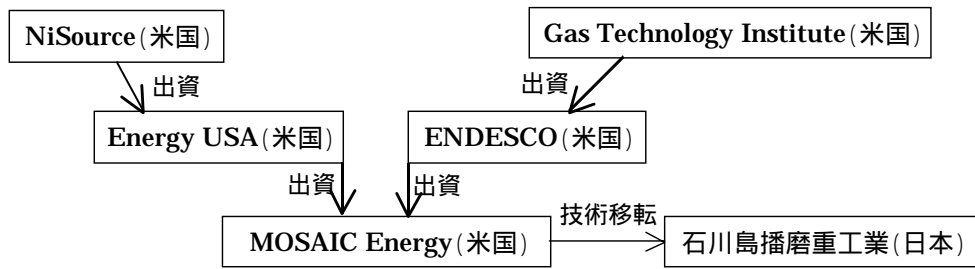 NiSource(米国)
Gas Technology Institute(米国)
出資
出資
Energy USA(米国)
ENDESCO(米国)
出資
出資
技術移転
MOSAIC Energy(米国)
石川島播磨重工業(日本)